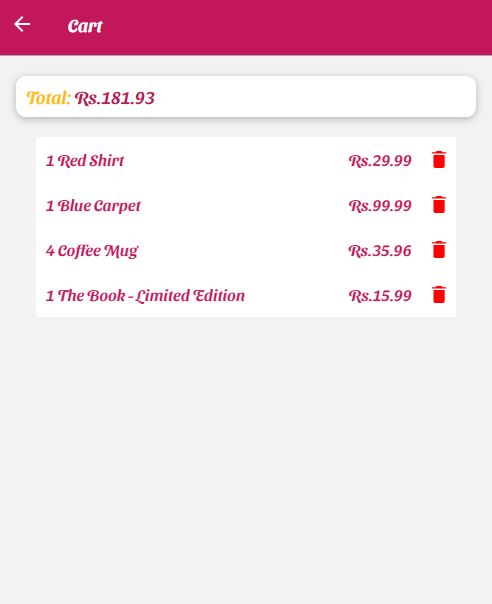 Cart
Total: Rs.181.93
1 Red Shirt Rs.29.99
1 Blue Carpet Rs.99.99
4 Coffee Mug Rs.35.96
1 The Book - Limited Edition Rs.15.99